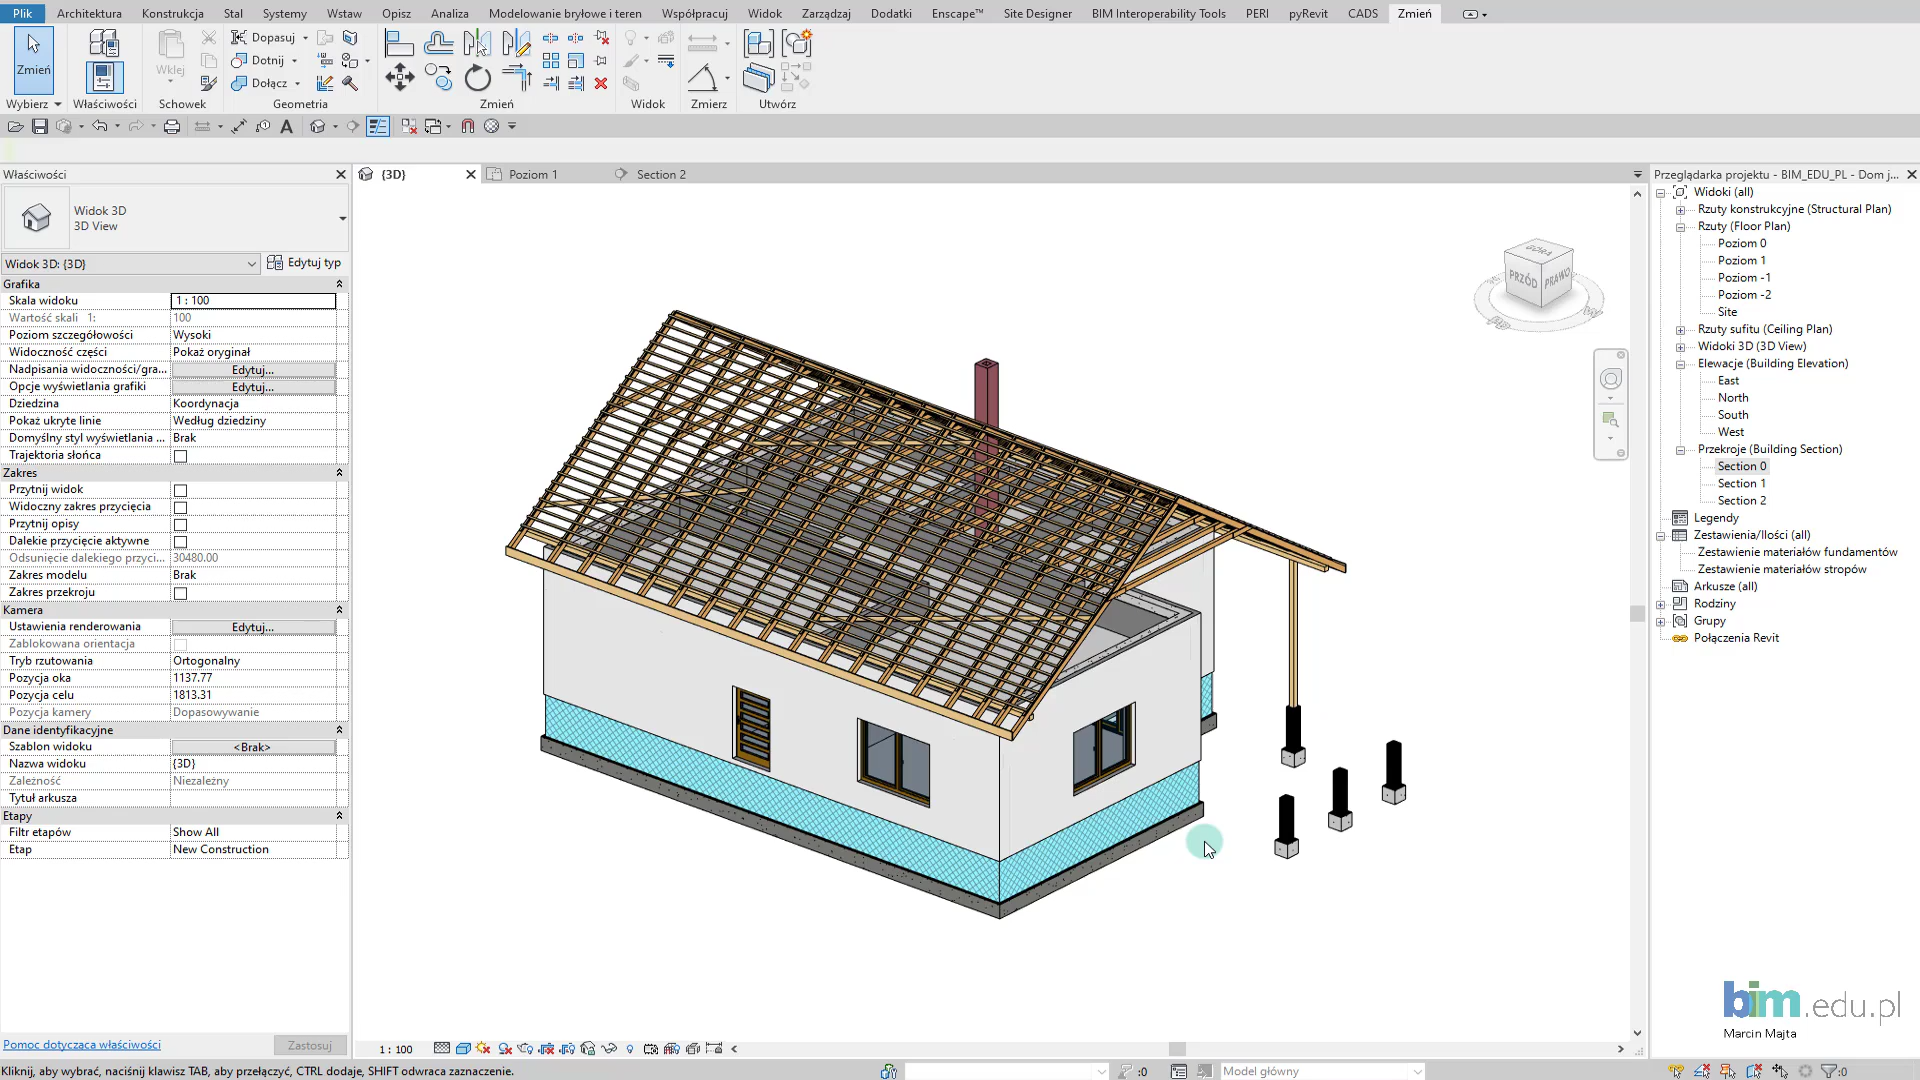 Plik Architektura Konstrukcja Stal Systemy Wstaw Opisz Analiza Modelowanie bryłowe i teren Współpracuj Widok Zarządzaj Dodatki Enscape™ Site Designer BIM Interoperability Tools PERI pyRevit CADS Zmień
Zmień
Wklej
Dopasuj
Dotnij
Dołącz
Wybierz Właściwości Schowek Geometria Zmień Widok Zmierz Utwórz
Właściwości
{3D} Poziom 1 Section 2
Przeglądarka projektu - BIM_EDU_PL - Dom j...
Widok 3D
3D View
Widok 3D: {3D}
Edytuj typ
Grafika
Skala widoku 1 : 100
Wartość skali 1: 100
Poziom szczegółowości Wysoki
Widoczność części Pokaż oryginał
Nadpisania widoczności/gra... Edytuj...
Opcje wyświetlania grafiki Edytuj...
Dziedzina Koordynacja
Pokaż ukryte linie Według dziedziny
Domyślny styl wyświetlania ... Brak
Trajektoria słońca
Zakres
Przytnij widok
Widoczny zakres przycięcia
Przytnij opisy
Dalekie przycięcie aktywne
Odsunięcie dalekiego przyci... 30480.00
Zakres modelu Brak
Zakres przekroju
Kamera
Ustawienia renderowania Edytuj...
Zablokowana orientacja
Tryb rzutowania Ortogonalny
Pozycja oka 1137.77
Pozycja celu 1813.31
Pozycja kamery Dopasowywanie
Dane identyfikacyjne
Szablon widoku <Brak>
Nazwa widoku {3D}
Zależność Niezależny
Tytuł arkusza
Etapy
Filtr etapów Show All
Etap New Construction
Pomoc dotycząca właściwości Zastosuj
GÓRA
PRZÓD PRAWO
Widoki (all)
Rzuty konstrukcyjne (Structural Plan)
Rzuty (Floor Plan)
Poziom 0
Poziom 1
Poziom -1
Poziom -2
Site
Rzuty sufitu (Ceiling Plan)
Widoki 3D (3D View)
Elewacje (Building Elevation)
East
North
South
West
Przekroje (Building Section)
Section 0
Section 1
Section 2
Legendy
Zestawienia/Ilości (all)
Zestawienie materiałów fundamentów
Zestawienie materiałów stropów
Arkusze (all)
Rodziny
Grupy
Połączenia Revit
bim.edu.pl
Marcin Majta
1 : 100
Kliknij, aby wybrać, naciśnij klawisz TAB, aby przełączyć, CTRL dodaje, SHIFT odwraca zaznaczenie.
:0
Model główny
:0